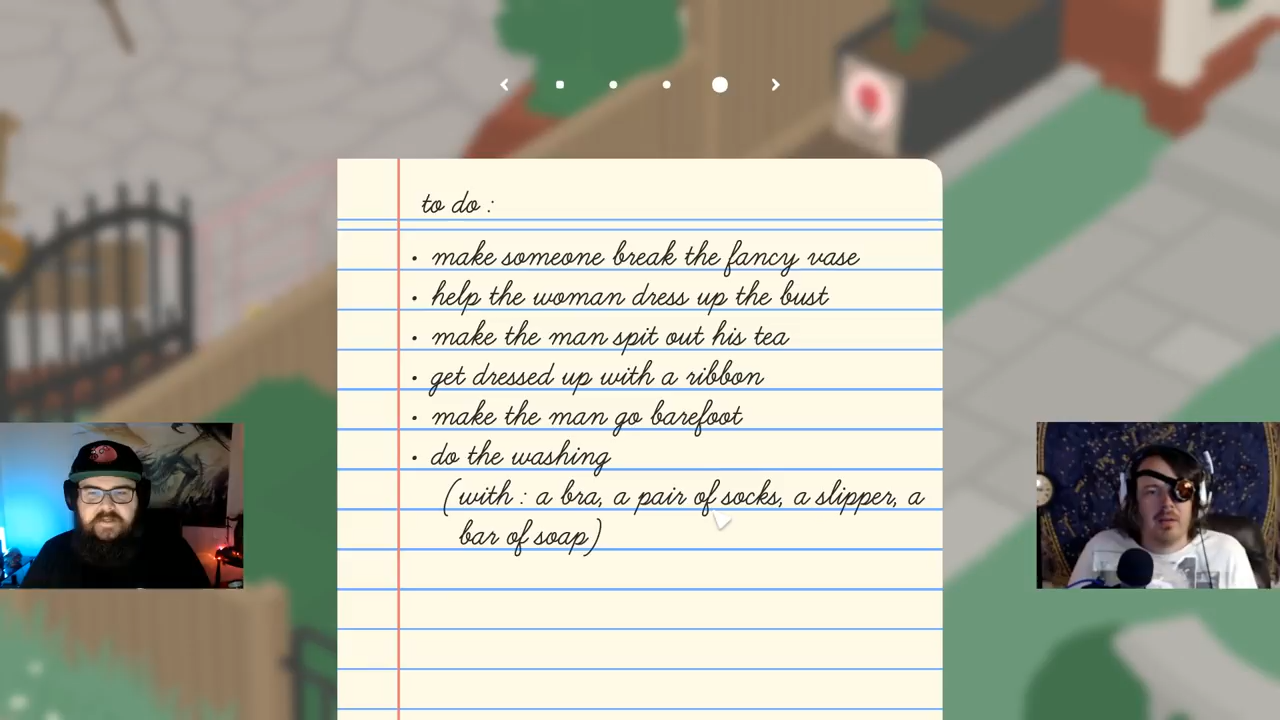 to do :
• make someone break the fancy vase
• help the woman dress up the bust
• make the man spit out his tea
• get dressed up with a ribbon
• make the man go barefoot
• do the washing
(with : a bra, a pair of socks, a slipper, a
bar of soap)